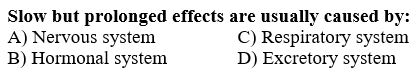 Slow but prolonged effects are usually caused by:
A) Nervous system C) Respiratory system
B) Hormonal system D) Excretory system